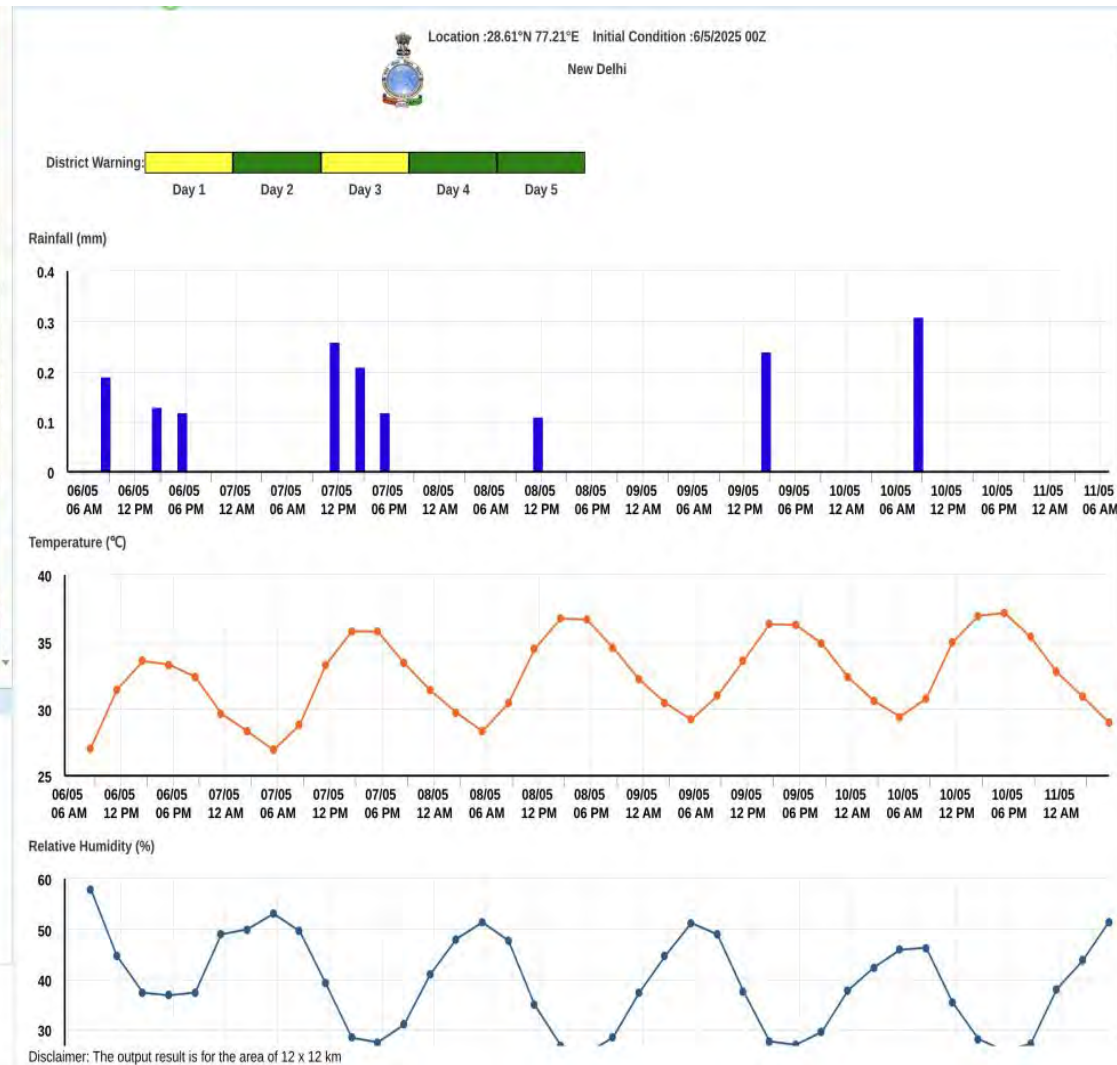 Location :28.61°N 77.21°E Initial Condition :6/5/2025 00Z
New Delhi
District Warning:
Day 1 Day 2 Day 3 Day 4 Day 5
Rainfall (mm)
0.4
0.3
0.2
0.1
0
06/05 06/05 06/05 07/05 07/05 07/05 07/05 08/05 08/05 08/05 08/05 09/05 09/05 09/05 09/05 10/05 10/05 10/05 10/05 11/05 11/05
06 AM 12 PM 06 PM 12 AM 06 AM 12 PM 06 PM 12 AM 06 AM 12 PM 06 PM 12 AM 06 AM 12 PM 06 PM 12 AM 06 AM 12 PM 06 PM 12 AM 06 AM
Temperature (℃)
40
35
30
25
06/05 06/05 06/05 07/05 07/05 07/05 07/05 08/05 08/05 08/05 08/05 09/05 09/05 09/05 09/05 10/05 10/05 10/05 10/05 11/05
06 AM 12 PM 06 PM 12 AM 06 AM 12 PM 06 PM 12 AM 06 AM 12 PM 06 PM 12 AM 06 AM 12 PM 06 PM 12 AM 06 AM 12 PM 06 PM 12 AM
Relative Humidity (%)
60
50
40
30
Disclaimer: The output result is for the area of 12 x 12 km